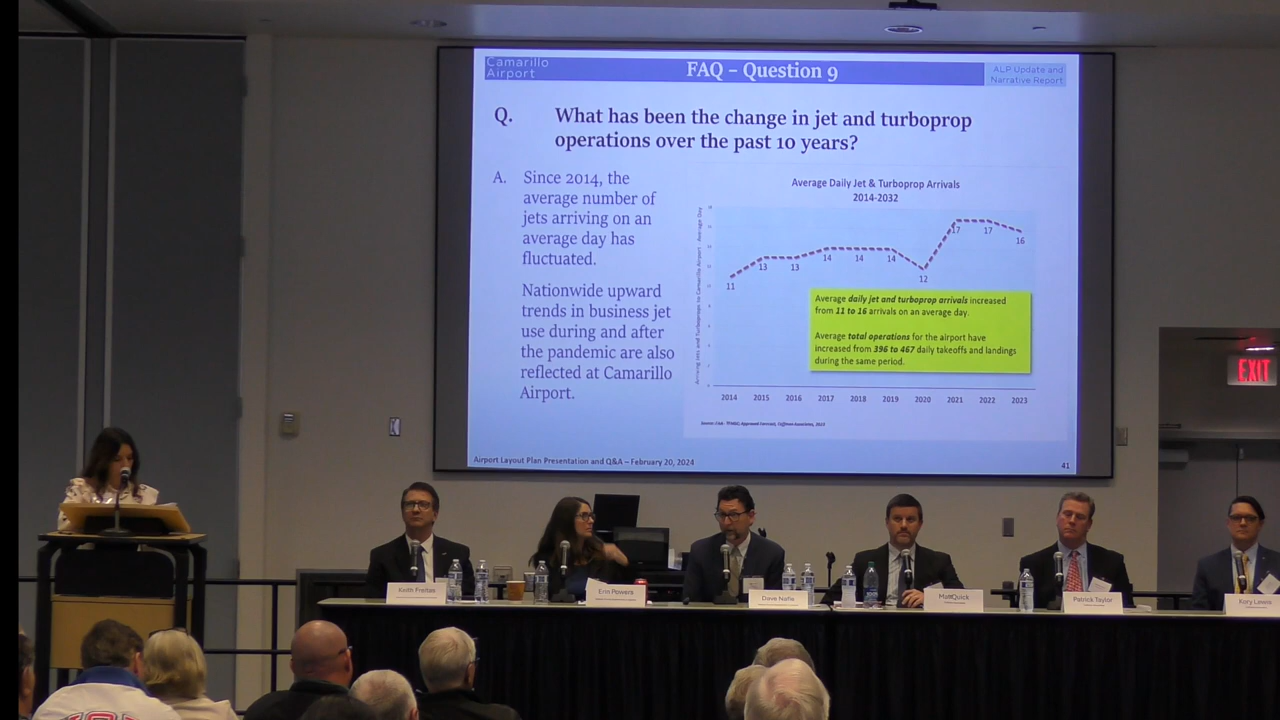 Camarillo
Airport
FAQ – Question 9
ALP Update and
Narrative Report
Q. What has been the change in jet and turboprop
operations over the past 10 years?
A. Since 2014, the
average number of
jets arriving on an
average day has
fluctuated.
Nationwide upward
trends in business jet
use during and after
the pandemic are also
reflected at Camarillo
Airport.
Average Daily Jet & Turboprop Arrivals
2014-2032
11
13
13
14
14
14
12
17
17
16
Average daily jet and turboprop arrivals increased
from 11 to 16 arrivals on an average day.
Average total operations for the airport have
increased from 396 to 467 daily takeoffs and landings
during the same period.
2014 2015 2016 2017 2018 2019 2020 2021 2022 2023
Airport Layout Plan Presentation and Q&A – February 20, 2024
41
EXIT
Keith Freitas
Erin Powers
Dave Nafie
Matt Quick
Patrick Taylor
Kory Lewis